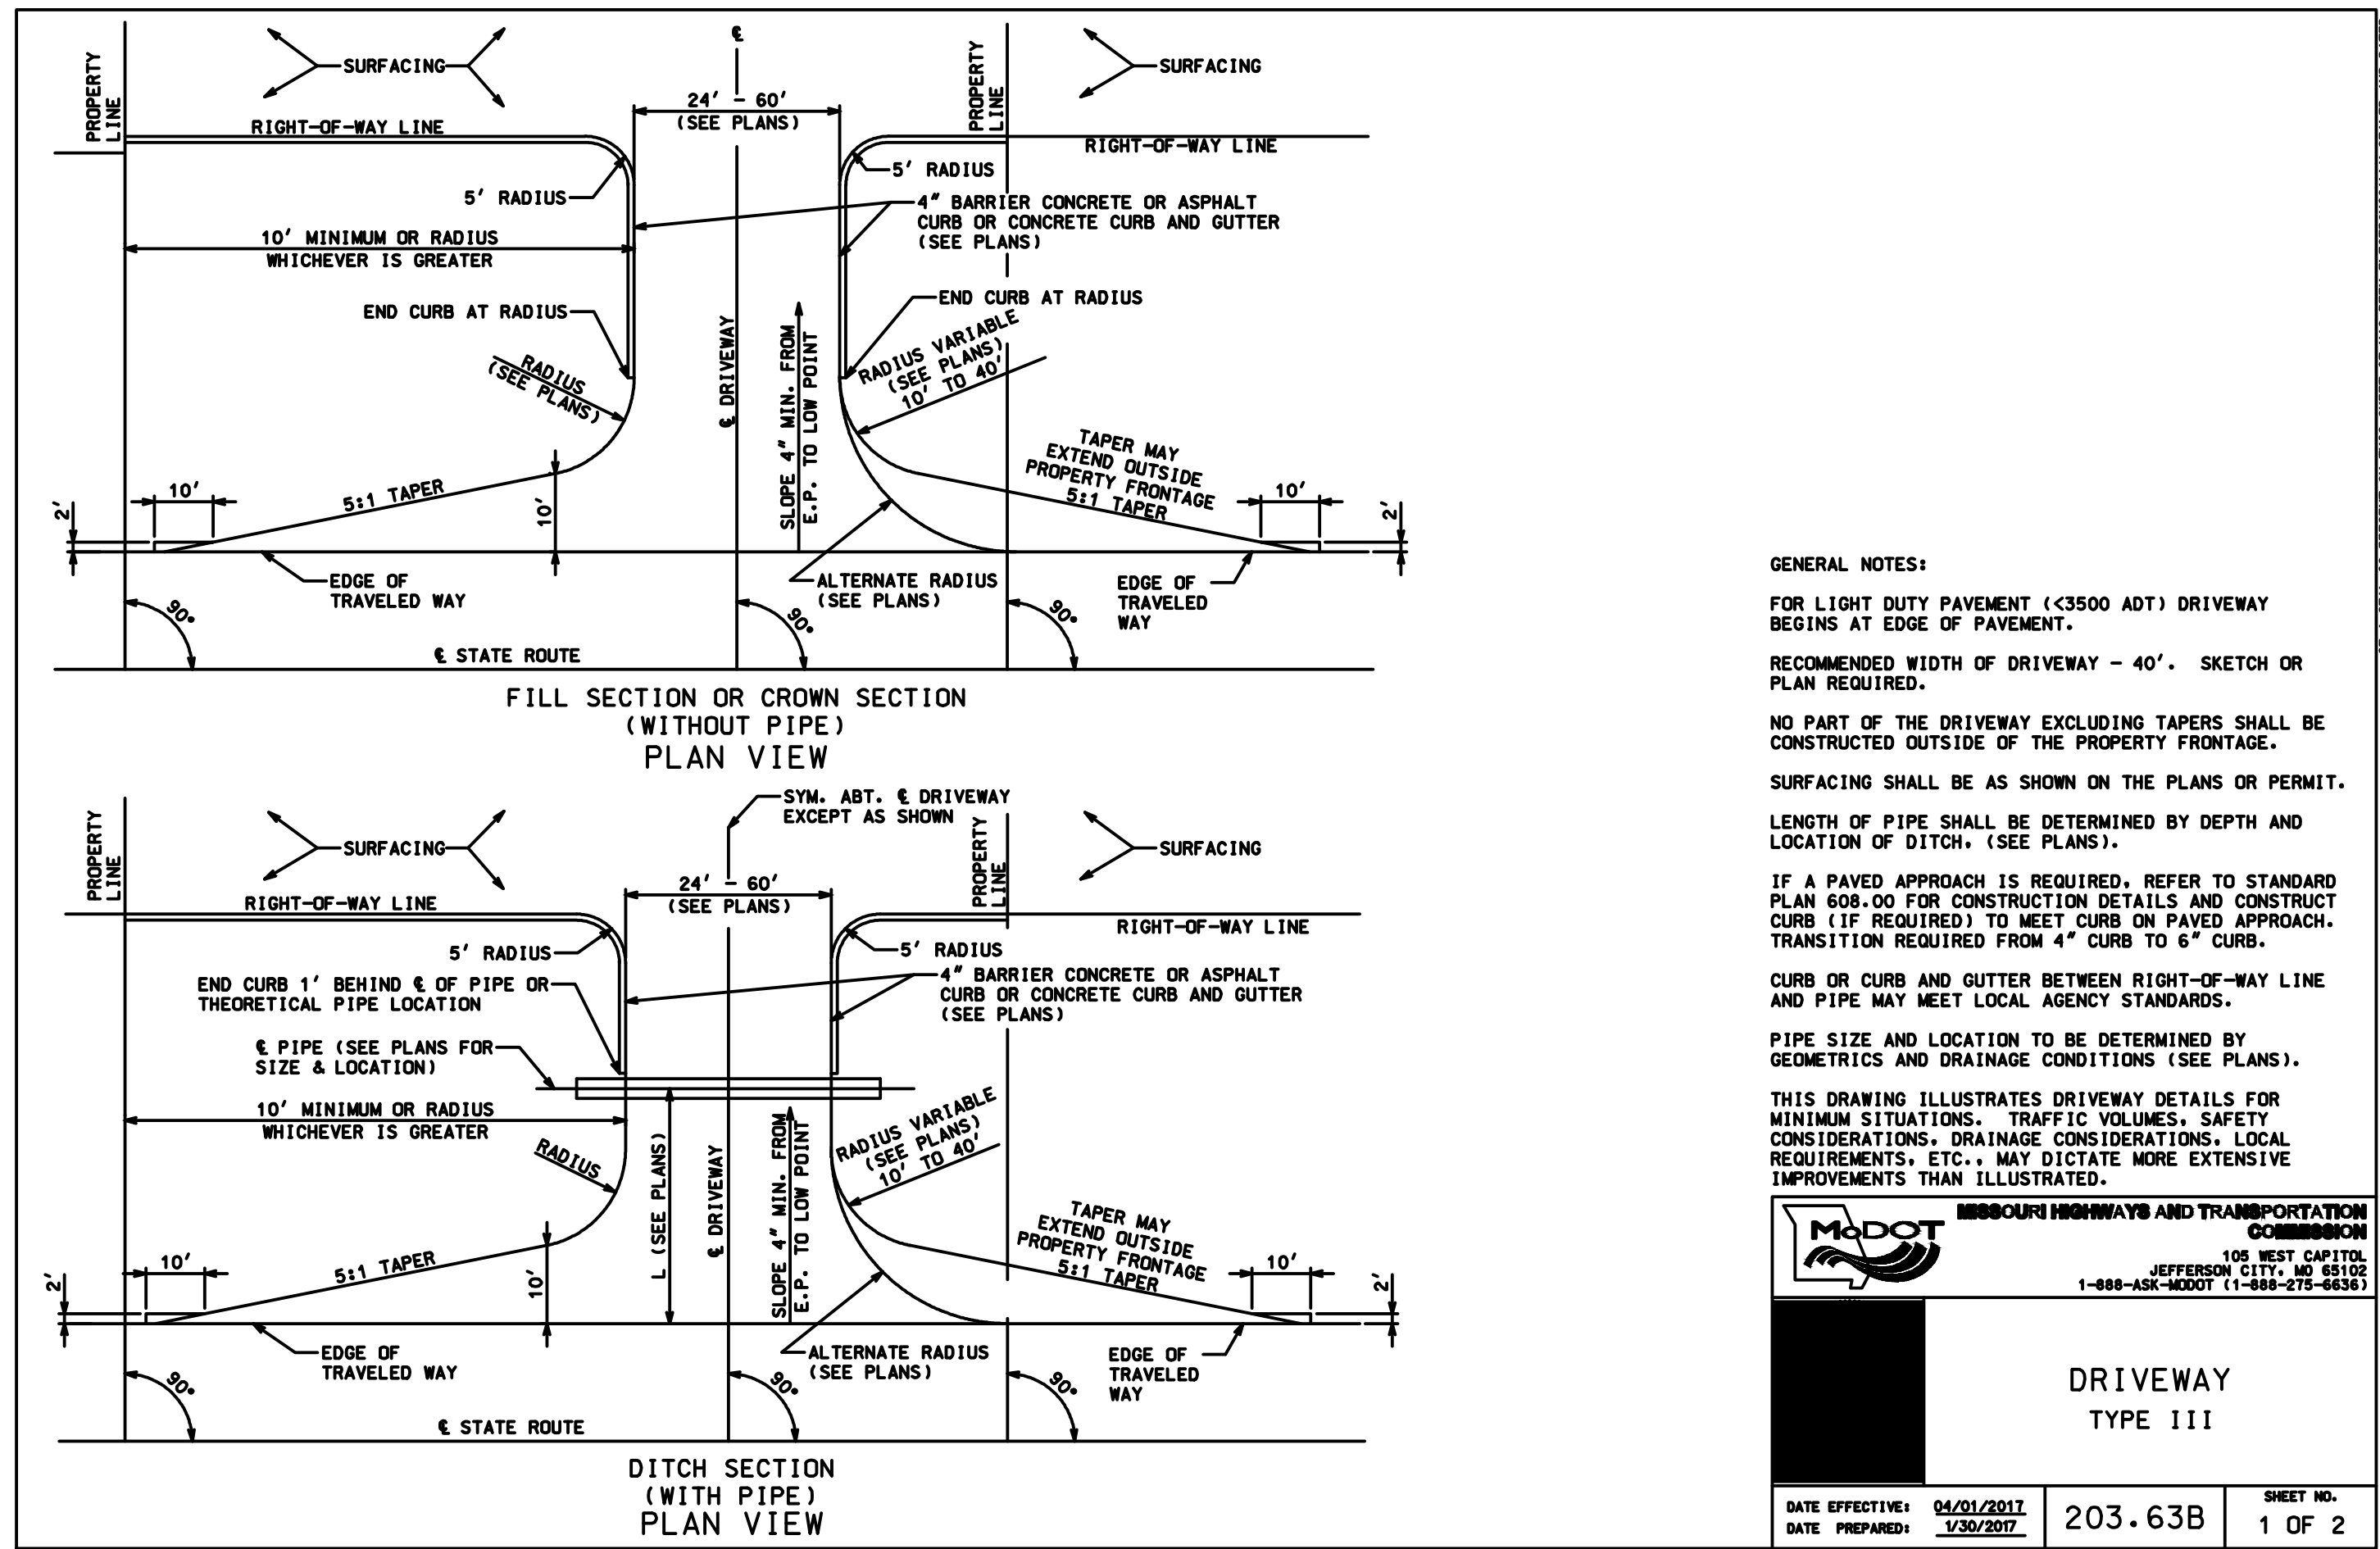 ℄
PROPERTY
LINE
SURFACING
PROPERTY
LINE
SURFACING
24' - 60'
(SEE PLANS)
RIGHT-OF-WAY LINE
RIGHT-OF-WAY LINE
5' RADIUS
5' RADIUS
4" BARRIER CONCRETE OR ASPHALT
CURB OR CONCRETE CURB AND GUTTER
(SEE PLANS)
10' MINIMUM OR RADIUS
WHICHEVER IS GREATER
END CURB AT RADIUS
END CURB AT RADIUS
RADIUS
(SEE PLANS)
℄ DRIVEWAY
SLOPE 4" MIN. FROM
E.P. TO LOW POINT
RADIUS VARIABLE
(SEE PLANS)
10' TO 40'
TAPER MAY
EXTEND OUTSIDE
PROPERTY FRONTAGE
5:1 TAPER
2'
10'
5:1 TAPER
10'
10'
2'
EDGE OF
TRAVELED WAY
ALTERNATE RADIUS
(SEE PLANS)
EDGE OF
TRAVELED
WAY
90°
90°
90°
℄ STATE ROUTE
FILL SECTION OR CROWN SECTION
(WITHOUT PIPE)
PLAN VIEW
SYM. ABT. ℄ DRIVEWAY
EXCEPT AS SHOWN
PROPERTY
LINE
SURFACING
PROPERTY
LINE
SURFACING
24' - 60'
(SEE PLANS)
RIGHT-OF-WAY LINE
RIGHT-OF-WAY LINE
5' RADIUS
5' RADIUS
END CURB 1' BEHIND ℄ OF PIPE OR
THEORETICAL PIPE LOCATION
4" BARRIER CONCRETE OR ASPHALT
CURB OR CONCRETE CURB AND GUTTER
(SEE PLANS)
℄ PIPE (SEE PLANS FOR
SIZE & LOCATION)
10' MINIMUM OR RADIUS
WHICHEVER IS GREATER
RADIUS
L (SEE PLANS)
℄ DRIVEWAY
SLOPE 4" MIN. FROM
E.P. TO LOW POINT
RADIUS VARIABLE
(SEE PLANS)
10' TO 40'
TAPER MAY
EXTEND OUTSIDE
PROPERTY FRONTAGE
5:1 TAPER
2'
10'
5:1 TAPER
10'
10'
2'
EDGE OF
TRAVELED WAY
ALTERNATE RADIUS
(SEE PLANS)
EDGE OF
TRAVELED
WAY
90°
90°
90°
℄ STATE ROUTE
DITCH SECTION
(WITH PIPE)
PLAN VIEW
GENERAL NOTES:
FOR LIGHT DUTY PAVEMENT (<3500 ADT) DRIVEWAY
BEGINS AT EDGE OF PAVEMENT.
RECOMMENDED WIDTH OF DRIVEWAY - 40'. SKETCH OR
PLAN REQUIRED.
NO PART OF THE DRIVEWAY EXCLUDING TAPERS SHALL BE
CONSTRUCTED OUTSIDE OF THE PROPERTY FRONTAGE.
SURFACING SHALL BE AS SHOWN ON THE PLANS OR PERMIT.
LENGTH OF PIPE SHALL BE DETERMINED BY DEPTH AND
LOCATION OF DITCH. (SEE PLANS).
IF A PAVED APPROACH IS REQUIRED, REFER TO STANDARD
PLAN 608.00 FOR CONSTRUCTION DETAILS AND CONSTRUCT
CURB (IF REQUIRED) TO MEET CURB ON PAVED APPROACH.
TRANSITION REQUIRED FROM 4" CURB TO 6" CURB.
CURB OR CURB AND GUTTER BETWEEN RIGHT-OF-WAY LINE
AND PIPE MAY MEET LOCAL AGENCY STANDARDS.
PIPE SIZE AND LOCATION TO BE DETERMINED BY
GEOMETRICS AND DRAINAGE CONDITIONS (SEE PLANS).
THIS DRAWING ILLUSTRATES DRIVEWAY DETAILS FOR
MINIMUM SITUATIONS. TRAFFIC VOLUMES, SAFETY
CONSIDERATIONS, DRAINAGE CONSIDERATIONS, LOCAL
REQUIREMENTS, ETC., MAY DICTATE MORE EXTENSIVE
IMPROVEMENTS THAN ILLUSTRATED.
MoDOT
MISSOURI HIGHWAYS AND TRANSPORTATION
COMMISSION
105 WEST CAPITOL
JEFFERSON CITY, MO 65102
1-888-ASK-MODOT (1-888-275-6636)
DRIVEWAY
TYPE III
DATE EFFECTIVE: 04/01/2017
DATE PREPARED: 1/30/2017
203.63B
SHEET NO.
1 OF 2